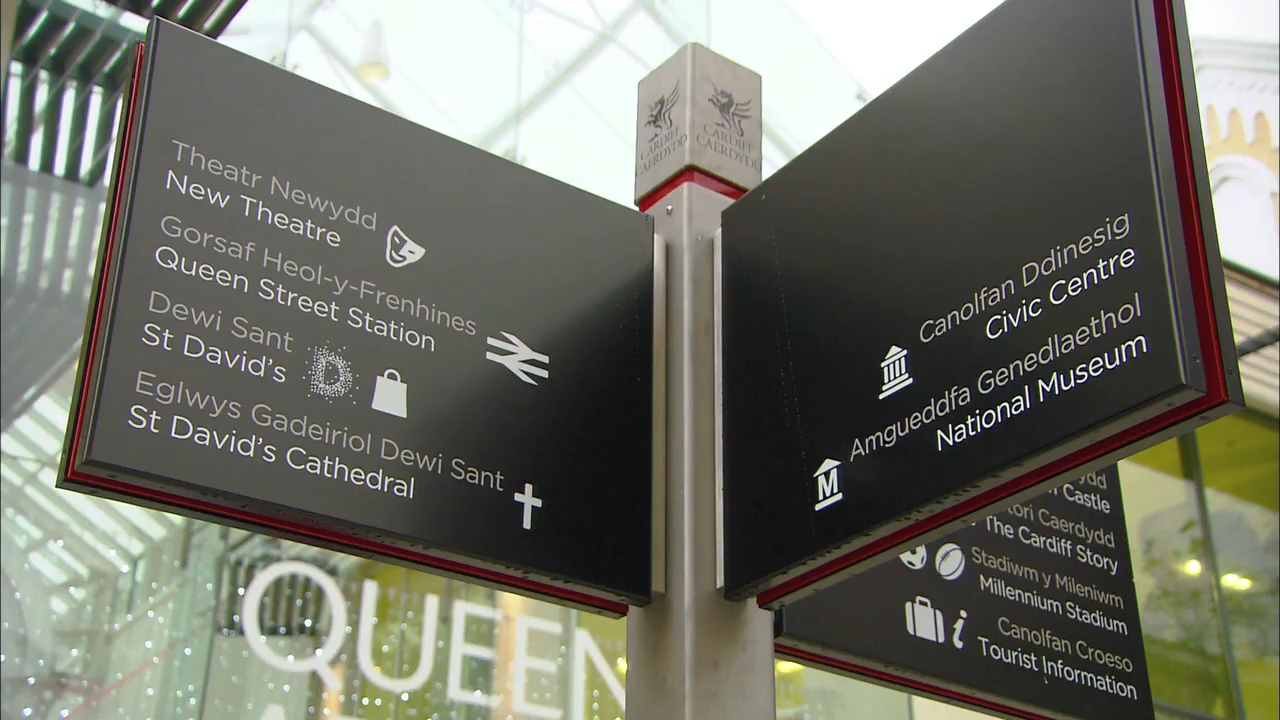 CARDIFF
CAERDYDD
CARDIFF
CAERDYDD
Theatr Newydd
New Theatre
Gorsaf Heol-y-Frenhines
Queen Street Station
Dewi Sant
St David's
D
Eglwys Gadeiriol Dewi Sant
St David's Cathedral
Canolfan Ddinesig
Civic Centre
Amgueddfa Genedlaethol
National Museum
M
Castle
Caerdydd
The Cardiff Story
Stadiwm y Mileniwm
Millennium Stadium
Canolfan Croeso
Tourist Information
i
QUEEN